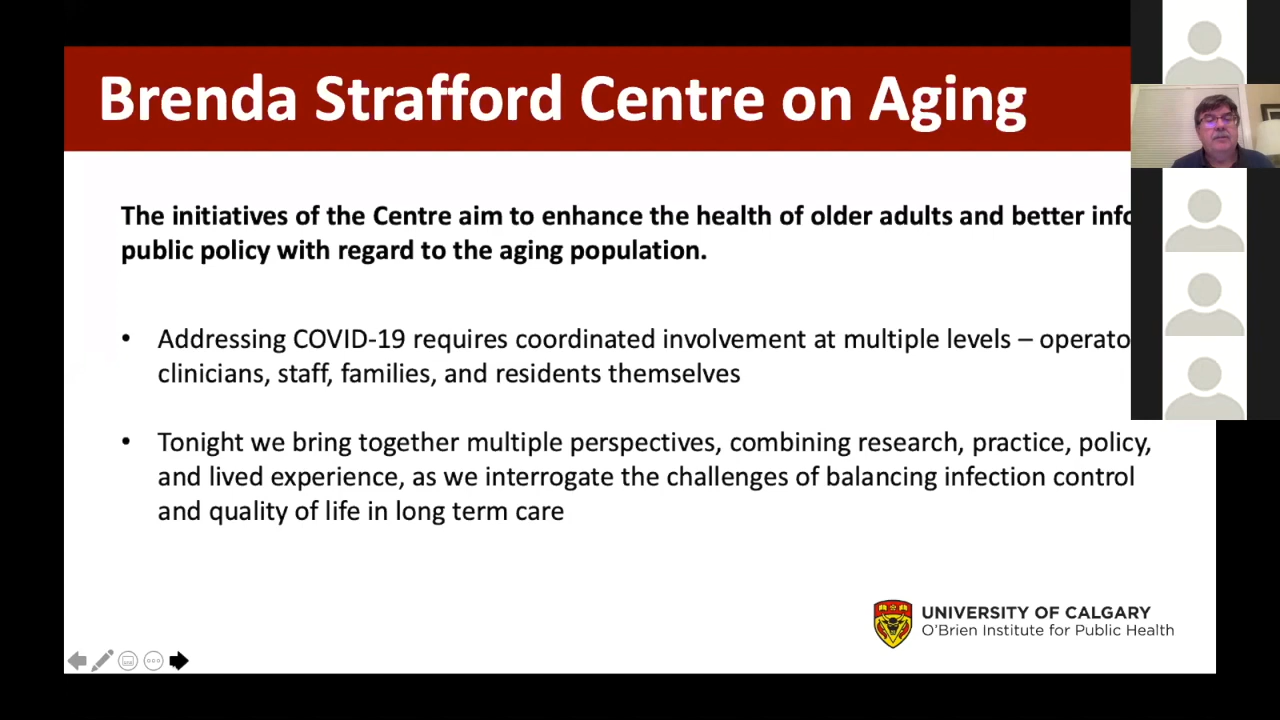 Brenda Strafford Centre on Aging
The initiatives of the Centre aim to enhance the health of older adults and better
public policy with regard to the aging population.
• Addressing COVID-19 requires coordinated involvement at multiple levels –
clinicians, staff, families, and residents themselves
• Tonight we bring together multiple perspectives, combining research, practice, policy,
and lived experience, as we interrogate the challenges of balancing infection control
and quality of life in long term care
UNIVERSITY OF CALGARY
O'Brien Institute for Public Health